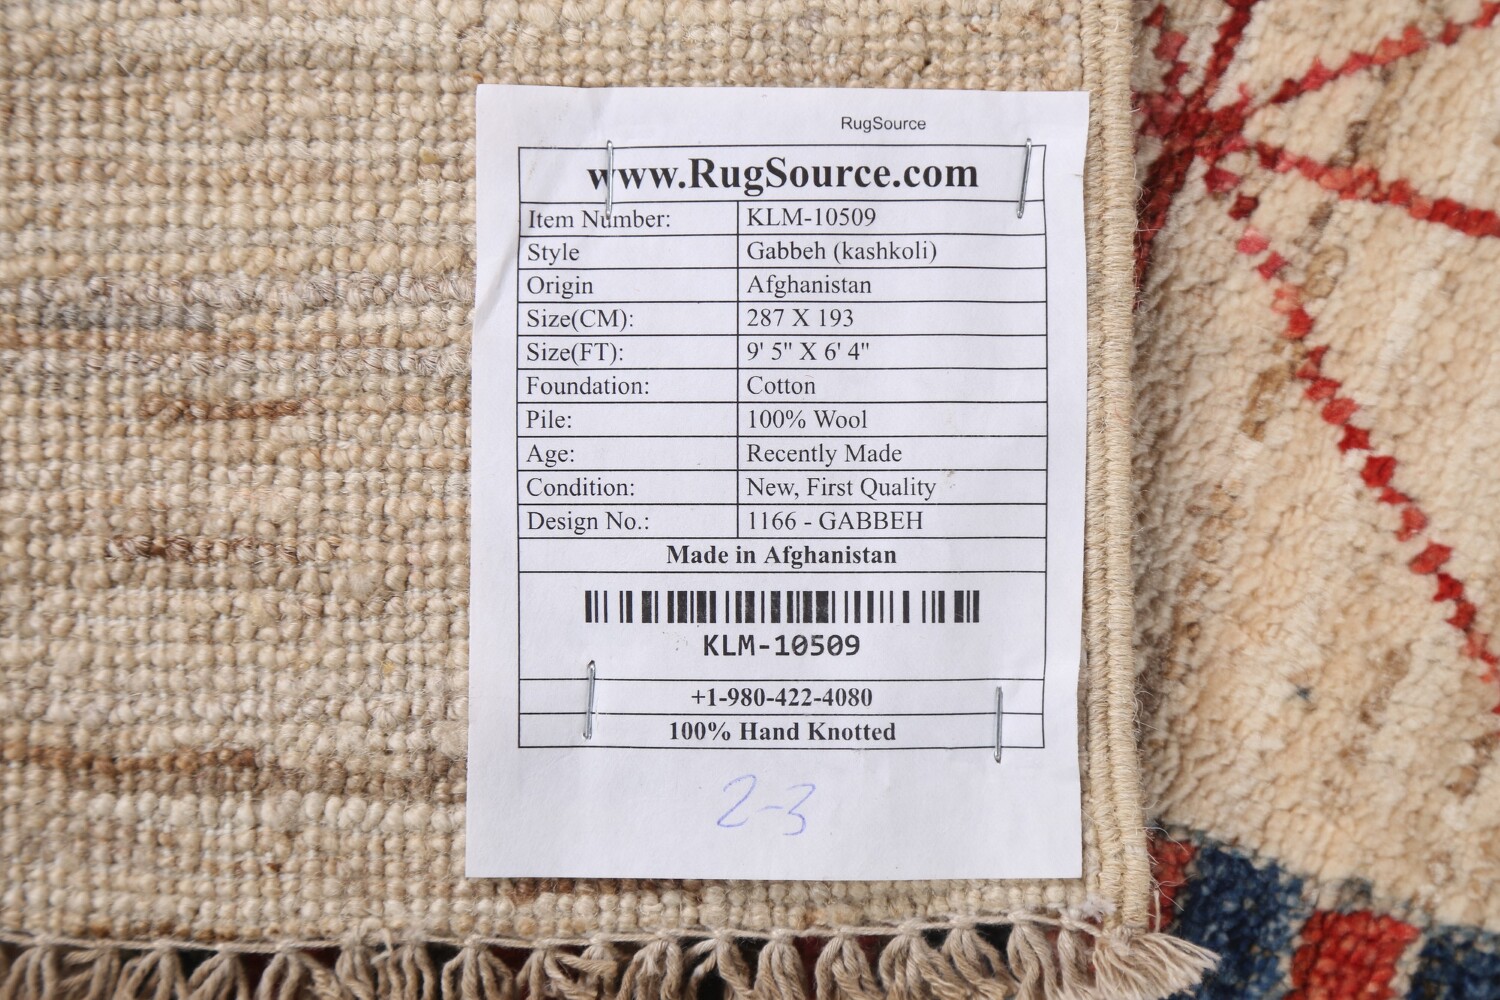 RugSource
www.RugSource.com
Item Number: KLM-10509
Style Gabbeh (kashkoli)
Origin Afghanistan
Size(CM): 287 X 193
Size(FT): 9' 5" X 6' 4"
Foundation: Cotton
Pile: 100% Wool
Age: Recently Made
Condition: New, First Quality
Design No.: 1166 - GABBEH
Made in Afghanistan
KLM-10509
+1-980-422-4080
100% Hand Knotted
2-3